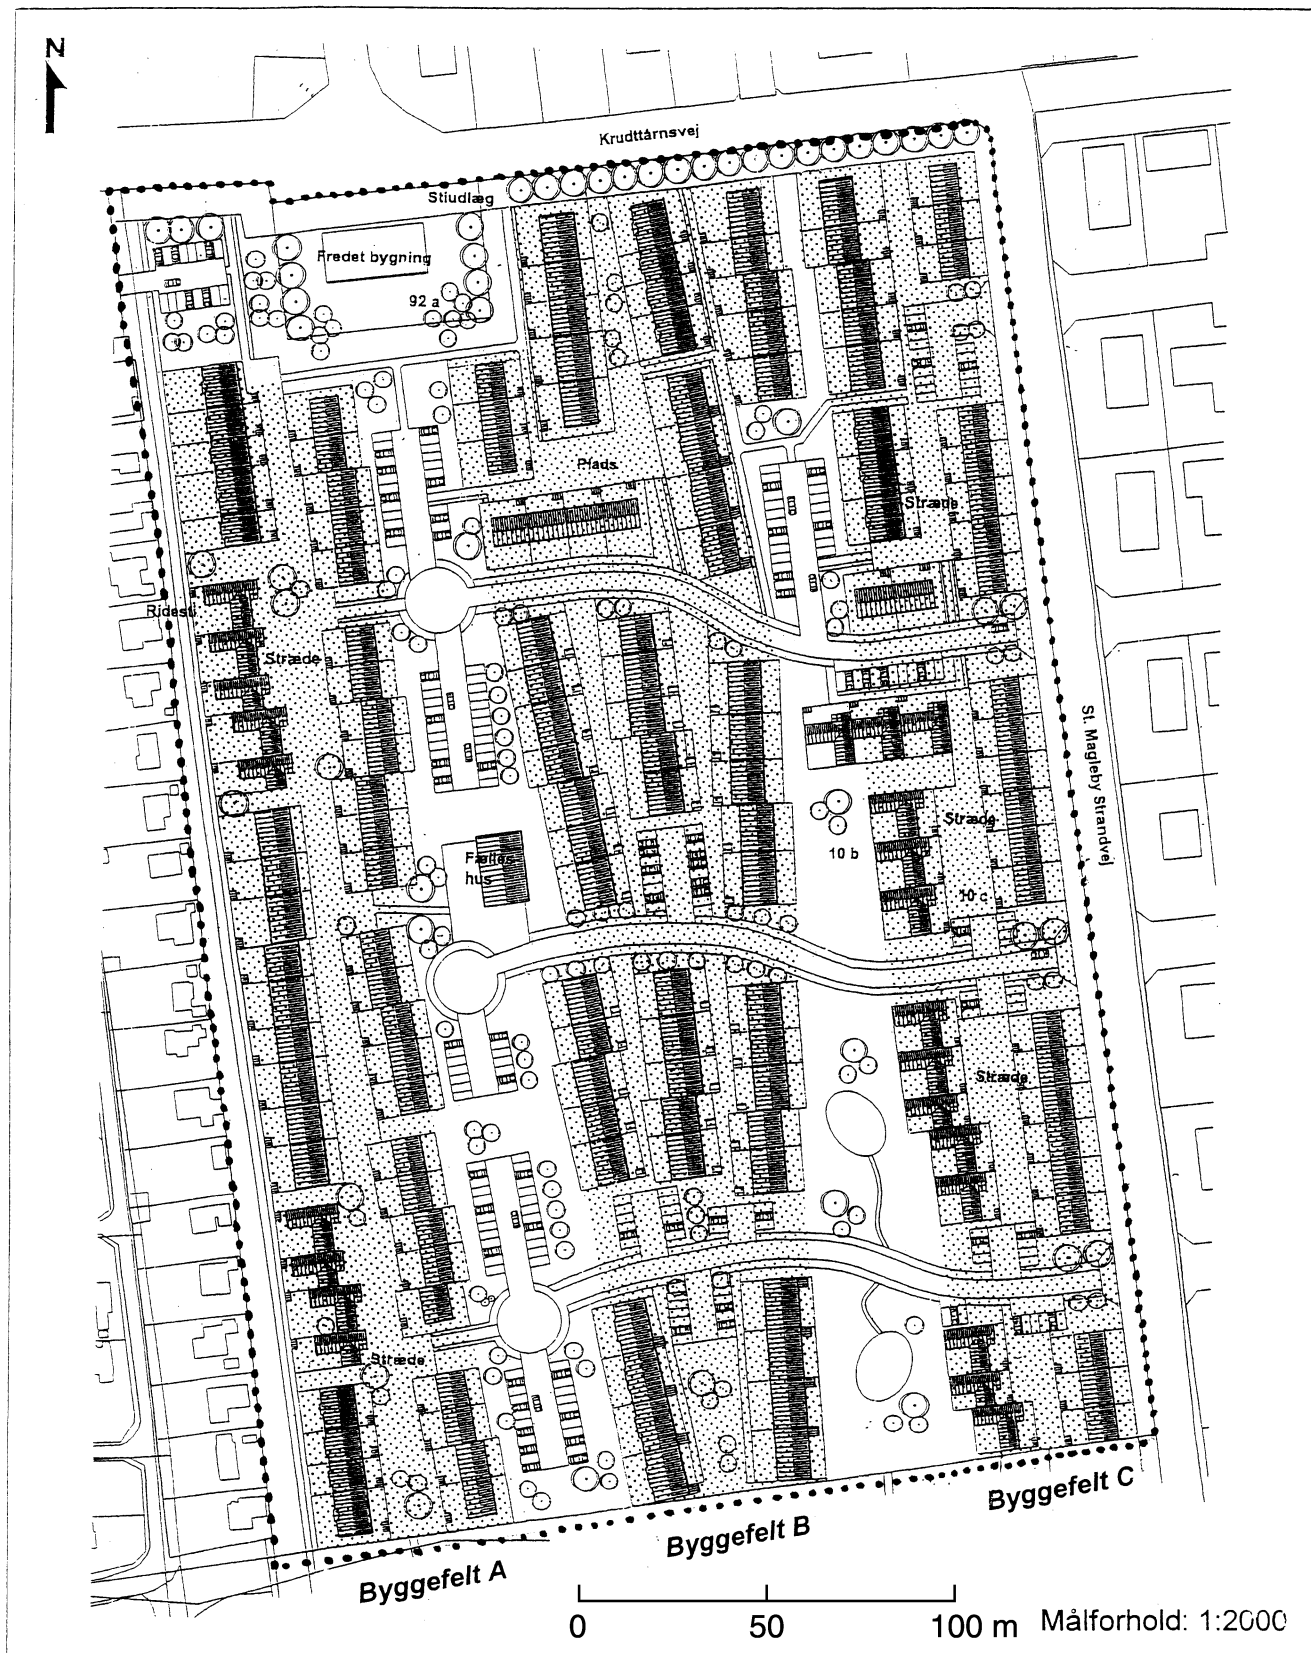 N
Krudttårnsvej
Stiudlæg
Fredet bygning
92 a
Plads
Stræde
Ridesti
Stræde
St. Magleby Strandvej
Stræde
10 b
Fælles
hus
10 c
Stræde
Stræde
Byggefelt C
Byggefelt B
Byggefelt A
0 50 100 m Målforhold: 1:2000